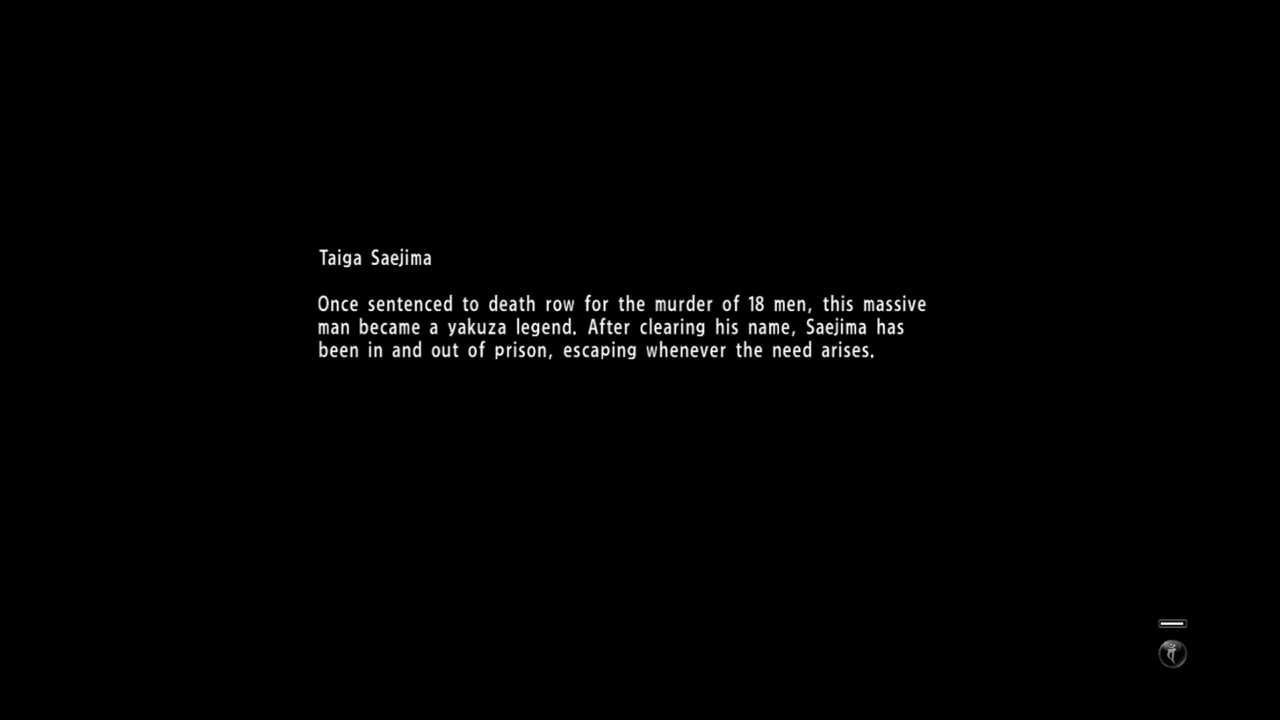 Taiga Saejima
Once sentenced to death row for the murder of 18 men, this massive
man became a yakuza legend. After clearing his name, Saejima has
been in and out of prison, escaping whenever the need arises.